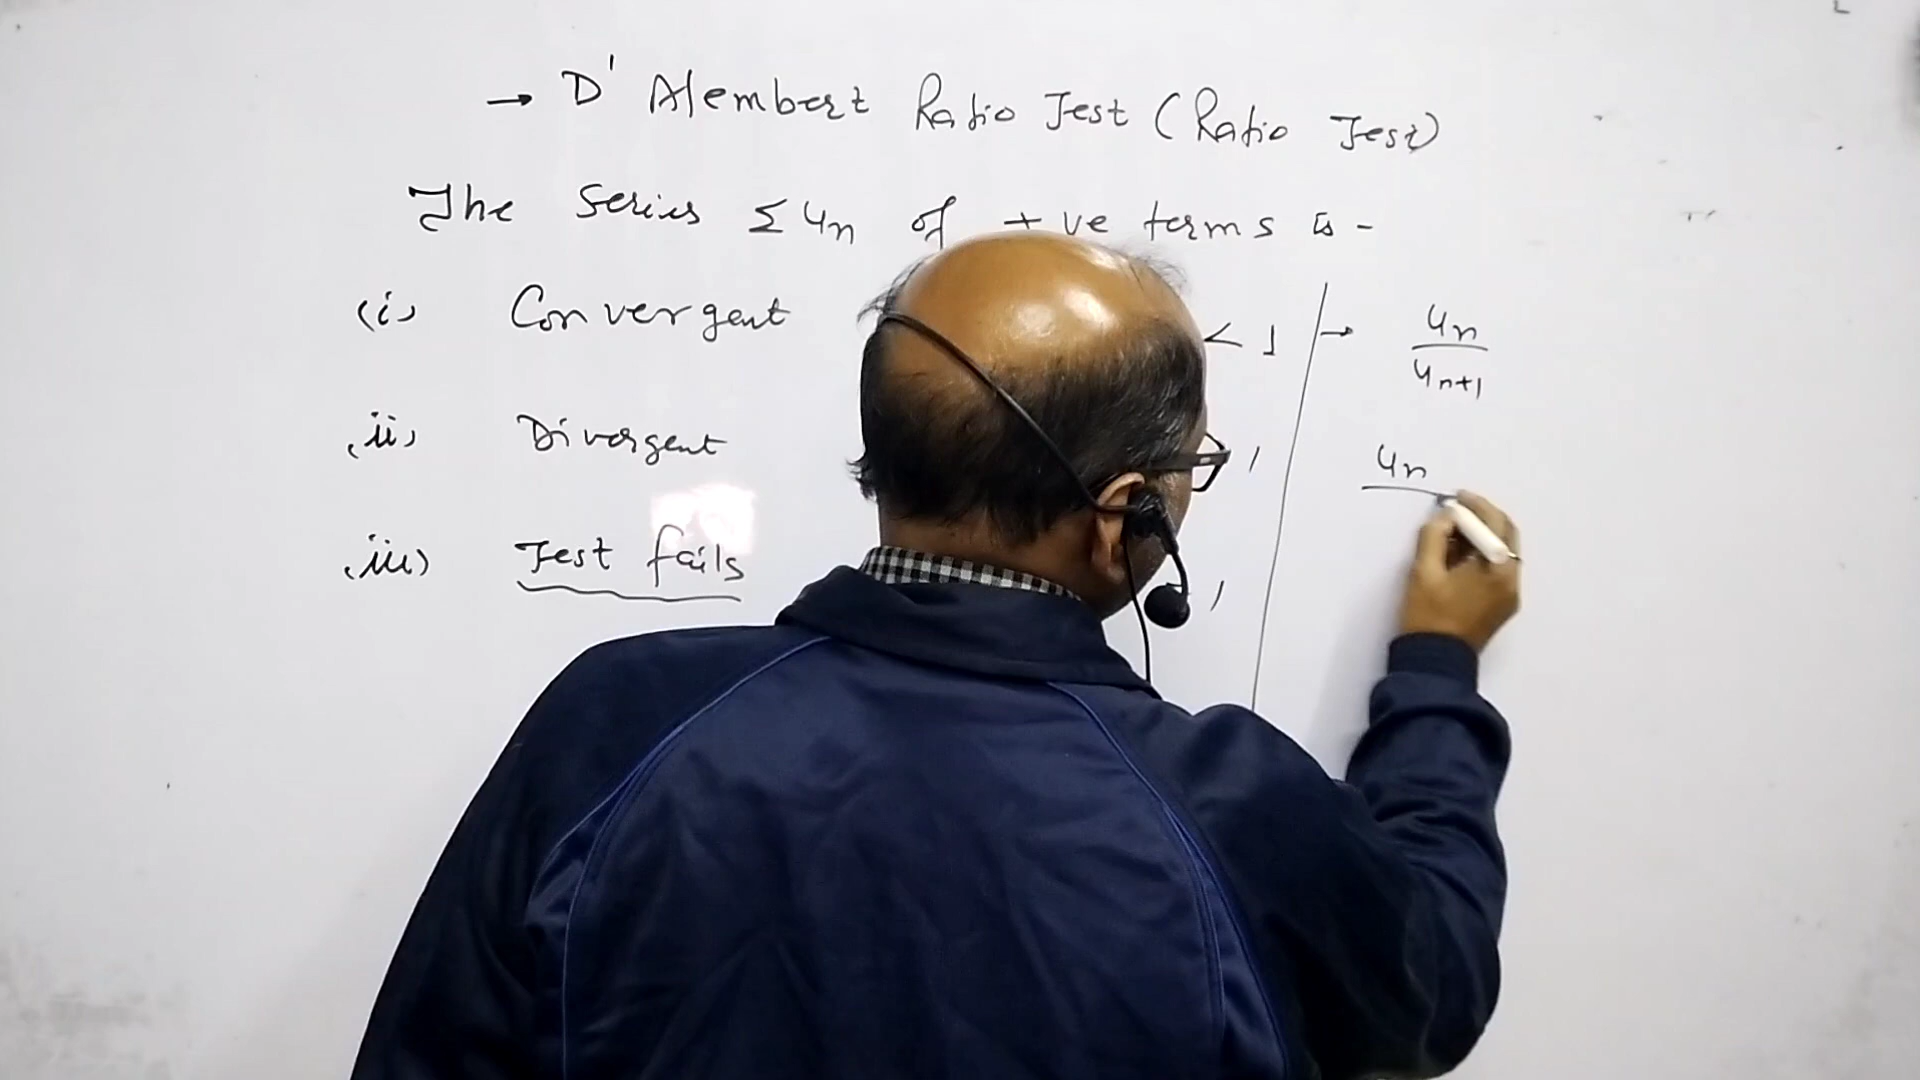 → D' Alembert Ratio Test (Ratio Test)
The Series Σ un of +ve terms is -
(i) Convergent < 1 → un / un+1
(ii) Divergent 1 un
(iii) Test fails 1